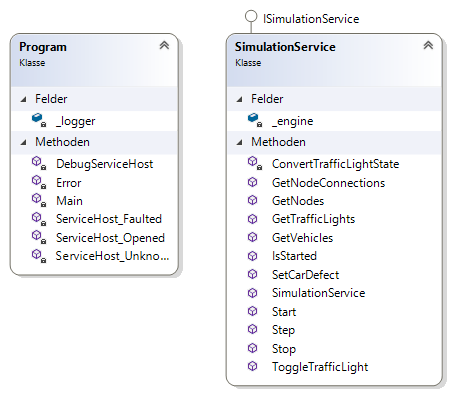 ISimulationService
Program
Klasse
Felder
_logger
Methoden
DebugServiceHost
Error
Main
ServiceHost_Faulted
ServiceHost_Opened
ServiceHost_Unkno...
SimulationService
Klasse
Felder
_engine
Methoden
ConvertTrafficLightState
GetNodeConnections
GetNodes
GetTrafficLights
GetVehicles
IsStarted
SetCarDefect
SimulationService
Start
Step
Stop
ToggleTrafficLight